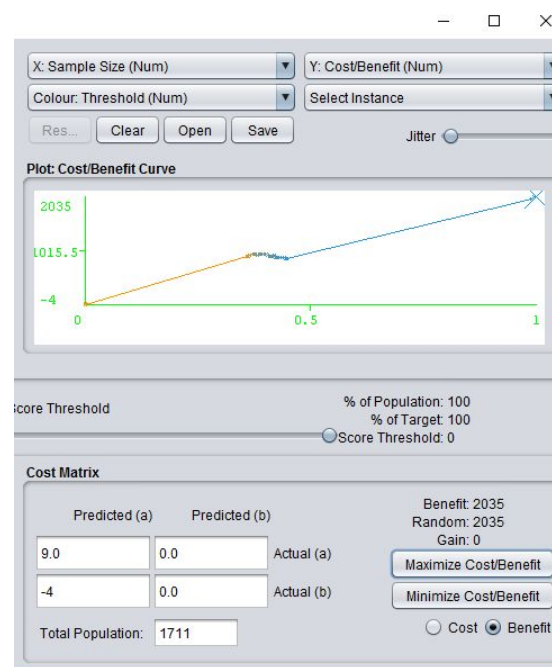 X: Sample Size (Num) Y: Cost/Benefit (Num)
Colour: Threshold (Num) Select Instance
Res... Clear Open Save Jitter
Plot: Cost/Benefit Curve
2035
1015.5
-4
0 0.5 1
core Threshold
% of Population: 100
% of Target: 100
Score Threshold: 0
Cost Matrix
Predicted (a) Predicted (b)
9.0 0.0 Actual (a)
-4 0.0 Actual (b)
Total Population: 1711
Benefit: 2035
Random: 2035
Gain: 0
Maximize Cost/Benefit
Minimize Cost/Benefit
Cost Benefit